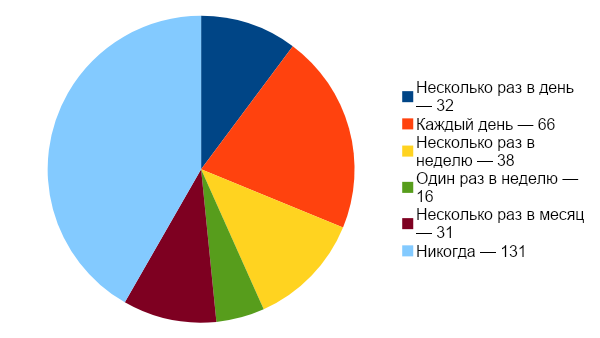 Несколько раз в день
— 32
Каждый день — 66
Несколько раз в
неделю — 38
Один раз в неделю —
16
Несколько раз в месяц
— 31
Никогда — 131